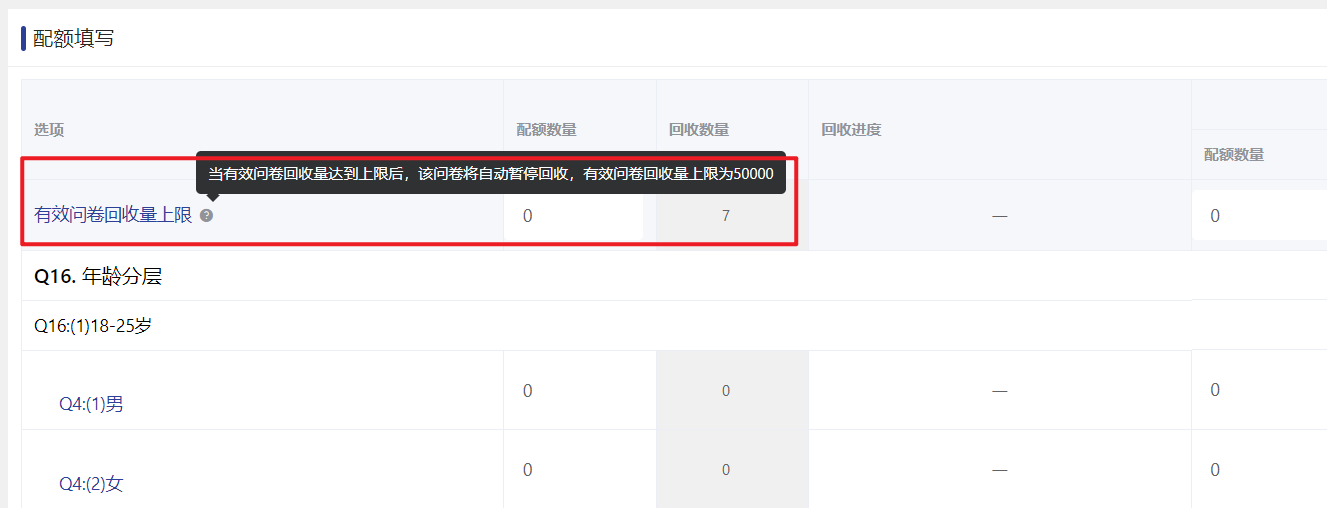 配额填写
选项 配额数量 回收数量 回收进度
配额数量
当有效问卷回收量达到上限后，该问卷将自动暂停回收，有效问卷回收量上限为50000
有效问卷回收量上限 ? 0 7 — 0
Q16. 年龄分层
Q16:(1)18-25岁
Q4:(1)男 0 0 — 0
Q4:(2)女 0 0 — 0